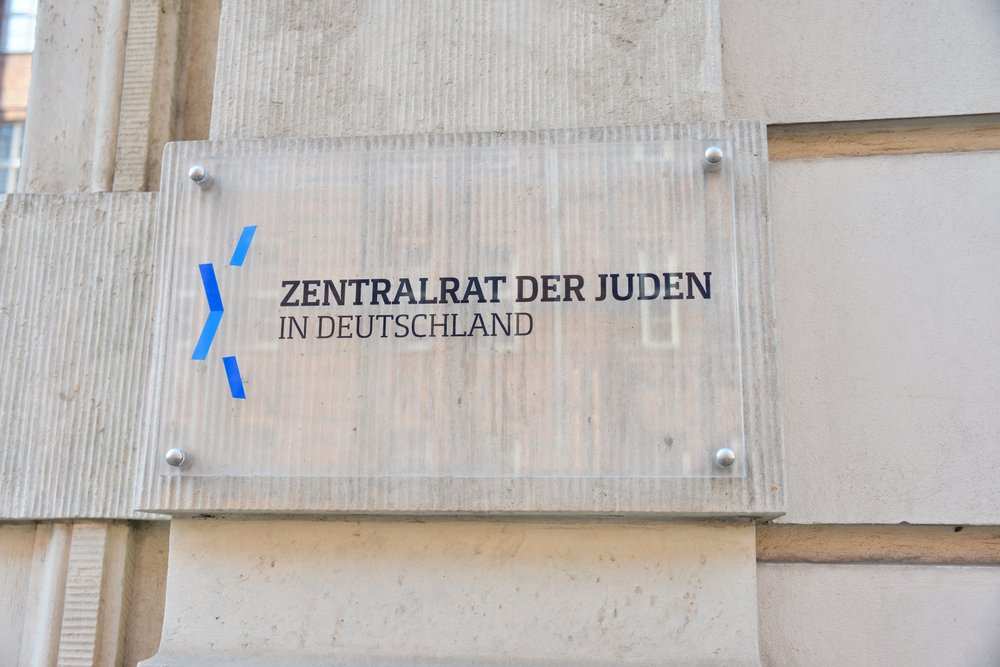 ZENTRALRAT DER JUDEN
IN DEUTSCHLAND